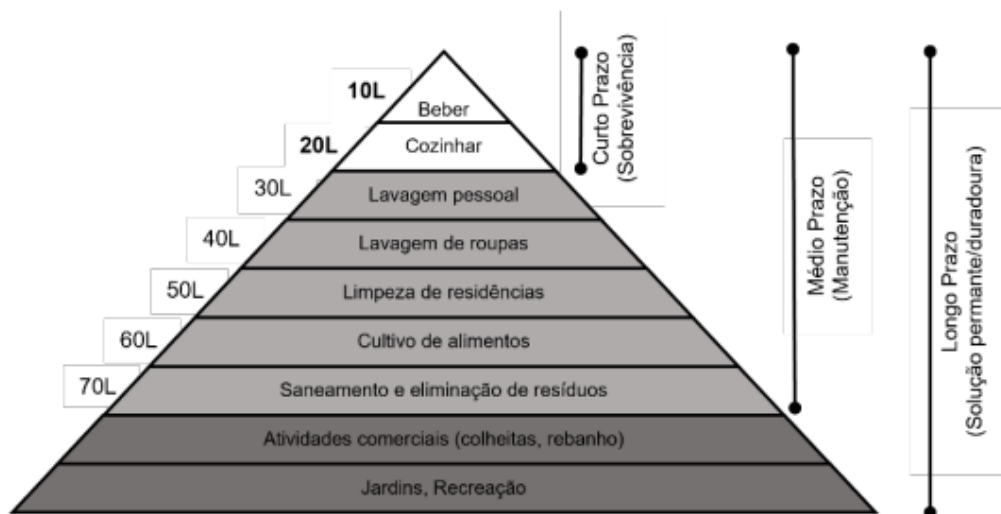 10L
Beber
20L
Cozinhar
30L
Lavagem pessoal
40L
Lavagem de roupas
50L
Limpeza de residências
60L
Cultivo de alimentos
70L
Saneamento e eliminação de resíduos
Atividades comerciais (colheitas, rebanho)
Jardins, Recreação
Curto Prazo
(Sobrevivência)
Médio Prazo
(Manutenção)
Longo Prazo
(Solução permante/duradoura)